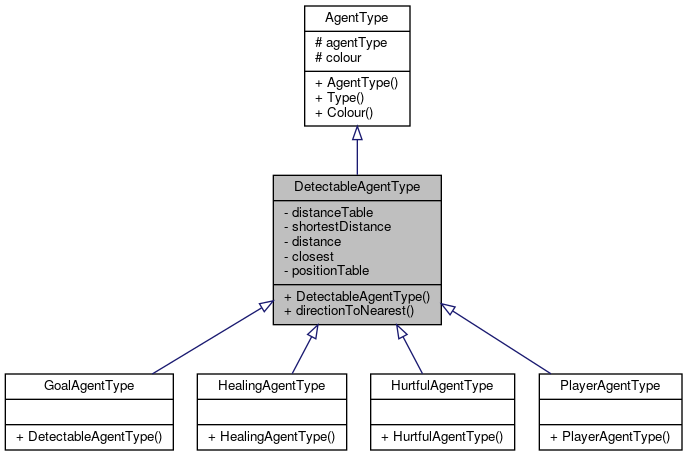 AgentType
# agentType
# colour
+ AgentType()
+ Type()
+ Colour()
DetectableAgentType
- distanceTable
- shortestDistance
- distance
- closest
- positionTable
+ DetectableAgentType()
+ directionToNearest()
GoalAgentType
+ DetectableAgentType()
HealingAgentType
+ HealingAgentType()
HurtfulAgentType
+ HurtfulAgentType()
PlayerAgentType
+ PlayerAgentType()